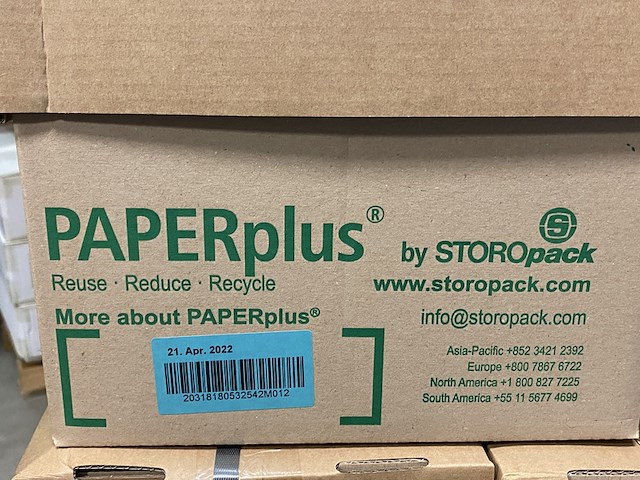 PAPERplus®
by STOROpack
Reuse · Reduce · Recycle
www.storopack.com
More about PAPERplus®
info@storopack.com
21. Apr. 2022
20318180532542M012
Asia-Pacific +852 3421 2392
Europe +800 7867 6722
North America +1 800 827 7225
South America +55 11 5677 4699